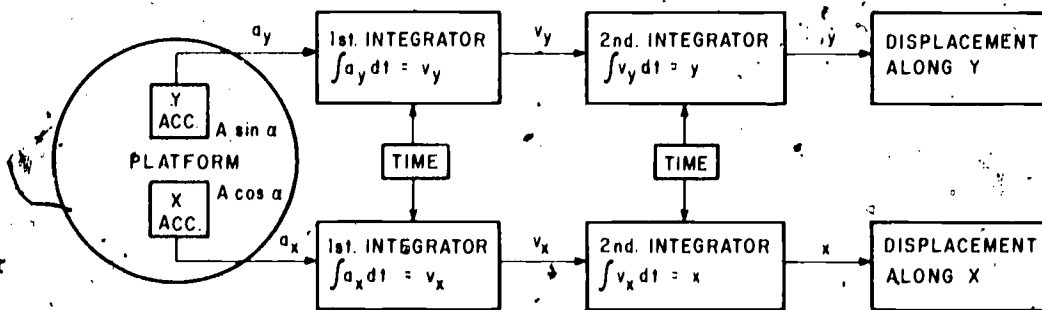 a_y
1st. INTEGRATOR
∫a_y dt = v_y
v_y
2nd. INTEGRATOR
∫v_y dt = y
y
DISPLACEMENT
ALONG Y
Y
ACC.
A sin α
PLATFORM
TIME
TIME
X
ACC.
A cos α
a_x
1st. INTEGRATOR
∫a_x dt = v_x
v_x
2nd. INTEGRATOR
∫v_x dt = x
x
DISPLACEMENT
ALONG X